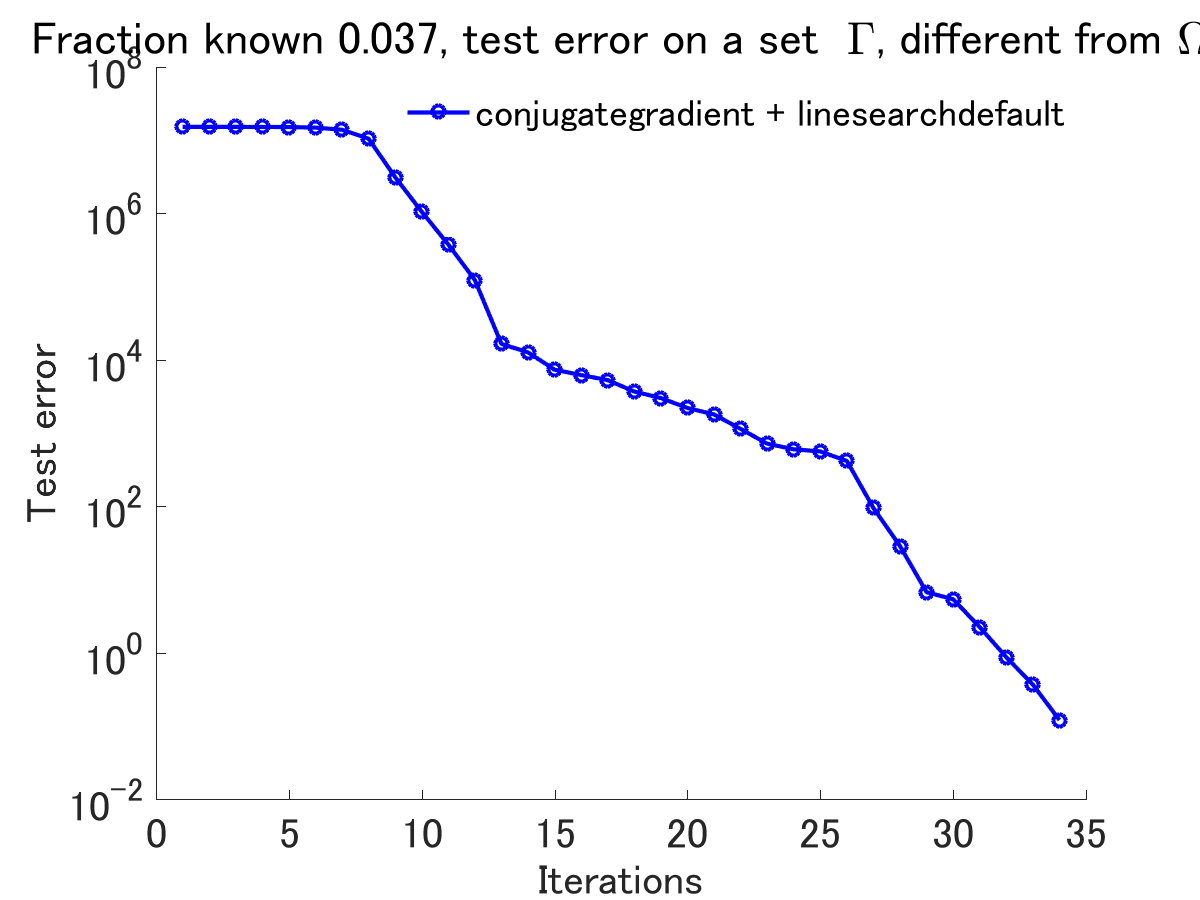 Fraction known 0.037, test error on a set Γ, different from Ω
10^8
conjugategradient + linesearchdefault
10^6
10^4
10^2
10^0
10^-2
Test error
0 5 10 15 20 25 30 35
Iterations